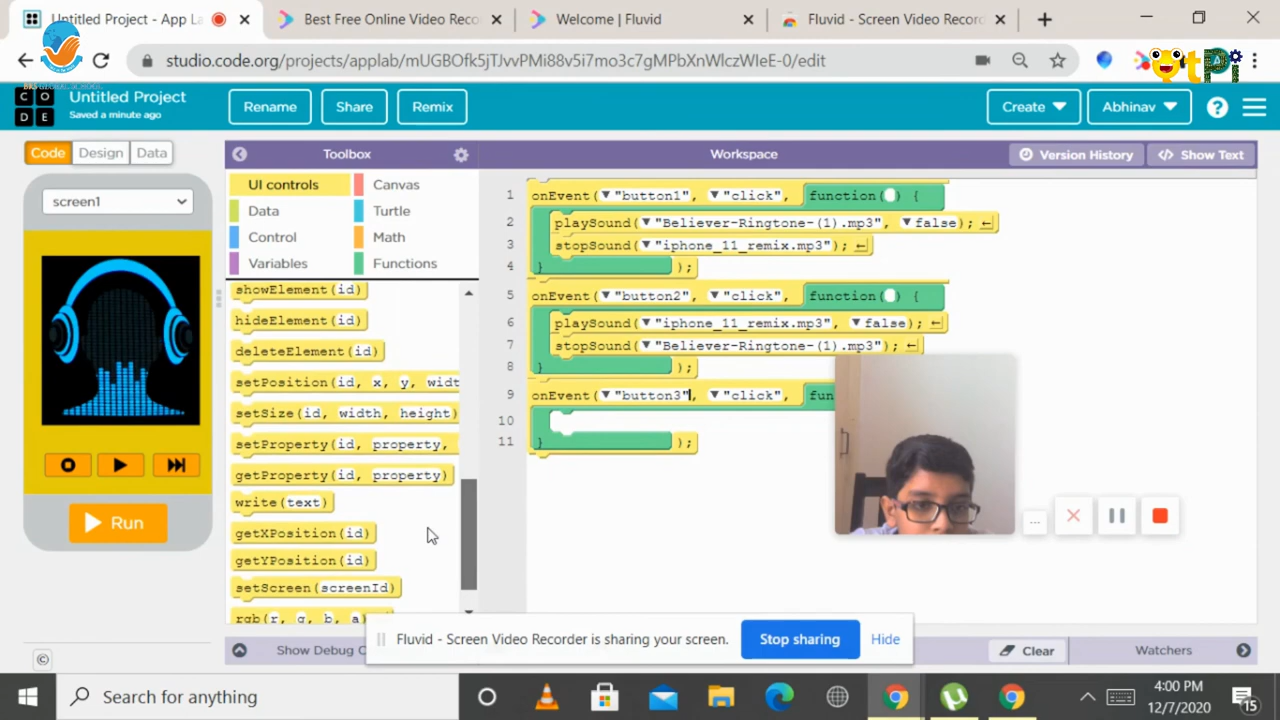 Untitled Project - App La
Best Free Online Video Reco
Welcome | Fluvid
Fluvid - Screen Video Record
studio.code.org/projects/applab/mUGBOfk5jTJwPMi88v5i7mo3c7gMPbXnWlczWIeE-0/edit
C O D E
Untitled Project
Saved a minute ago
Rename
Share
Remix
Create
Abhinav
?
Code
Design
Data
Toolbox
Workspace
Version History
</> Show Text
screen1
UI controls
Canvas
Data
Turtle
Control
Math
Variables
Functions
showElement(id)
hideElement(id)
deleteElement(id)
setPosition(id, x, y, widt
setSize(id, width, height)
setProperty(id, property,
getProperty(id, property)
write(text)
getXPosition(id)
getYPosition(id)
setScreen(screenId)
rgb(r, g, b, a)
1 onEvent(▼"button1", ▼"click", function( ) {
2 playSound(▼"Believer-Ringtone-(1).mp3", ▼false);
3 stopSound(▼"iphone_11_remix.mp3");
4 } );
5 onEvent(▼"button2", ▼"click", function( ) {
6 playSound(▼"iphone_11_remix.mp3", ▼false);
7 stopSound(▼"Believer-Ringtone-(1).mp3");
8 } );
9 onEvent(▼"button3", ▼"click", fun
10
11 } );
Run
...
Fluvid - Screen Video Recorder is sharing your screen.
Stop sharing
Hide
Show Debug C
Clear
Watchers
©
Search for anything
4:00 PM
12/7/2020
15